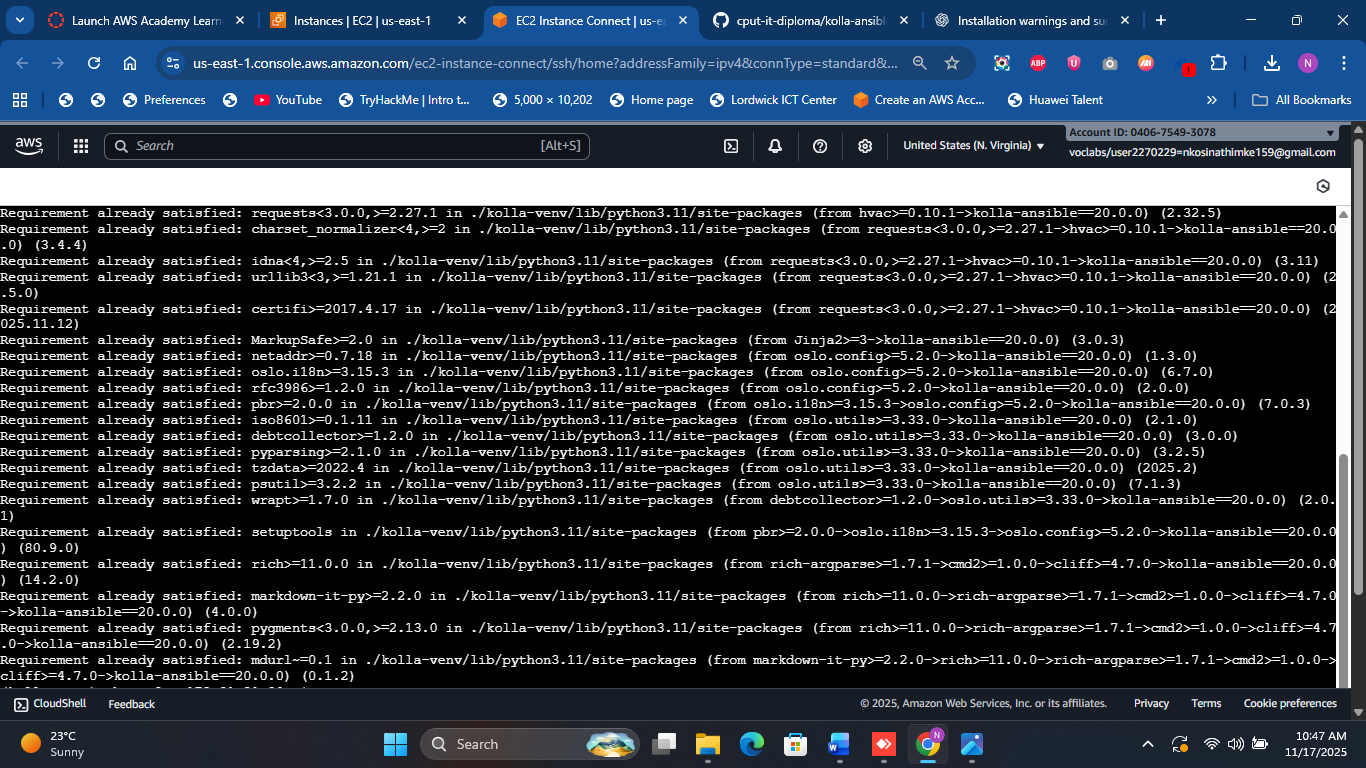 Launch AWS Academy Learn
Instances | EC2 | us-east-1
EC2 Instance Connect | us-ea
cput-it-diploma/kolla-ansibl
Installation warnings and su
us-east-1.console.aws.amazon.com/ec2-instance-connect/ssh/home?addressFamily=ipv4&connType=standard&...
ABP
U
1
N
Preferences
YouTube
TryHackMe | Intro t...
5,000 × 10,202
Home page
Lordwick ICT Center
Create an AWS Acc...
Huawei Talent
»
All Bookmarks
aws
Search
[Alt+S]
United States (N. Virginia)
Account ID: 0406-7549-3078
voclabs/user2270229=nkosinathimke159@gmail.com
Requirement already satisfied: requests<3.0.0,>=2.27.1 in ./kolla-venv/lib/python3.11/site-packages (from hvac>=0.10.1->kolla-ansible==20.0.0) (2.32.5)
Requirement already satisfied: charset_normalizer<4,>=2 in ./kolla-venv/lib/python3.11/site-packages (from requests<3.0.0,>=2.27.1->hvac>=0.10.1->kolla-ansible==20.0
.0) (3.4.4)
Requirement already satisfied: idna<4,>=2.5 in ./kolla-venv/lib/python3.11/site-packages (from requests<3.0.0,>=2.27.1->hvac>=0.10.1->kolla-ansible==20.0.0) (3.11)
Requirement already satisfied: urllib3<3,>=1.21.1 in ./kolla-venv/lib/python3.11/site-packages (from requests<3.0.0,>=2.27.1->hvac>=0.10.1->kolla-ansible==20.0.0) (2
.5.0)
Requirement already satisfied: certifi>=2017.4.17 in ./kolla-venv/lib/python3.11/site-packages (from requests<3.0.0,>=2.27.1->hvac>=0.10.1->kolla-ansible==20.0.0) (2
025.11.12)
Requirement already satisfied: MarkupSafe>=2.0 in ./kolla-venv/lib/python3.11/site-packages (from Jinja2>=3->kolla-ansible==20.0.0) (3.0.3)
Requirement already satisfied: netaddr>=0.7.18 in ./kolla-venv/lib/python3.11/site-packages (from oslo.config>=5.2.0->kolla-ansible==20.0.0) (1.3.0)
Requirement already satisfied: oslo.i18n>=3.15.3 in ./kolla-venv/lib/python3.11/site-packages (from oslo.config>=5.2.0->kolla-ansible==20.0.0) (6.7.0)
Requirement already satisfied: rfc3986>=1.2.0 in ./kolla-venv/lib/python3.11/site-packages (from oslo.config>=5.2.0->kolla-ansible==20.0.0) (2.0.0)
Requirement already satisfied: pbr>=2.0.0 in ./kolla-venv/lib/python3.11/site-packages (from oslo.i18n>=3.15.3->oslo.config>=5.2.0->kolla-ansible==20.0.0) (7.0.3)
Requirement already satisfied: iso8601>=0.1.11 in ./kolla-venv/lib/python3.11/site-packages (from oslo.utils>=3.33.0->kolla-ansible==20.0.0) (2.1.0)
Requirement already satisfied: debtcollector>=1.2.0 in ./kolla-venv/lib/python3.11/site-packages (from oslo.utils>=3.33.0->kolla-ansible==20.0.0) (3.0.0)
Requirement already satisfied: pyparsing>=2.1.0 in ./kolla-venv/lib/python3.11/site-packages (from oslo.utils>=3.33.0->kolla-ansible==20.0.0) (3.2.5)
Requirement already satisfied: tzdata>=2022.4 in ./kolla-venv/lib/python3.11/site-packages (from oslo.utils>=3.33.0->kolla-ansible==20.0.0) (2025.2)
Requirement already satisfied: psutil>=3.2.2 in ./kolla-venv/lib/python3.11/site-packages (from oslo.utils>=3.33.0->kolla-ansible==20.0.0) (7.1.3)
Requirement already satisfied: wrapt>=1.7.0 in ./kolla-venv/lib/python3.11/site-packages (from debtcollector>=1.2.0->oslo.utils>=3.33.0->kolla-ansible==20.0.0) (2.0.
1)
Requirement already satisfied: setuptools in ./kolla-venv/lib/python3.11/site-packages (from pbr>=2.0.0->oslo.i18n>=3.15.3->oslo.config>=5.2.0->kolla-ansible==20.0.0
) (80.9.0)
Requirement already satisfied: rich>=11.0.0 in ./kolla-venv/lib/python3.11/site-packages (from rich-argparse>=1.7.1->cmd2>=1.0.0->cliff>=4.7.0->kolla-ansible==20.0.0
) (14.2.0)
Requirement already satisfied: markdown-it-py>=2.2.0 in ./kolla-venv/lib/python3.11/site-packages (from rich>=11.0.0->rich-argparse>=1.7.1->cmd2>=1.0.0->cliff>=4.7.0
->kolla-ansible==20.0.0) (4.0.0)
Requirement already satisfied: pygments<3.0.0,>=2.13.0 in ./kolla-venv/lib/python3.11/site-packages (from rich>=11.0.0->rich-argparse>=1.7.1->cmd2>=1.0.0->cliff>=4.7
.0->kolla-ansible==20.0.0) (2.19.2)
Requirement already satisfied: mdurl~=0.1 in ./kolla-venv/lib/python3.11/site-packages (from markdown-it-py>=2.2.0->rich>=11.0.0->rich-argparse>=1.7.1->cmd2>=1.0.0->
cliff>=4.7.0->kolla-ansible==20.0.0) (0.1.2)
CloudShell
Feedback
© 2025, Amazon Web Services, Inc. or its affiliates.
Privacy
Terms
Cookie preferences
23°C
Sunny
Search
10:47 AM
11/17/2025